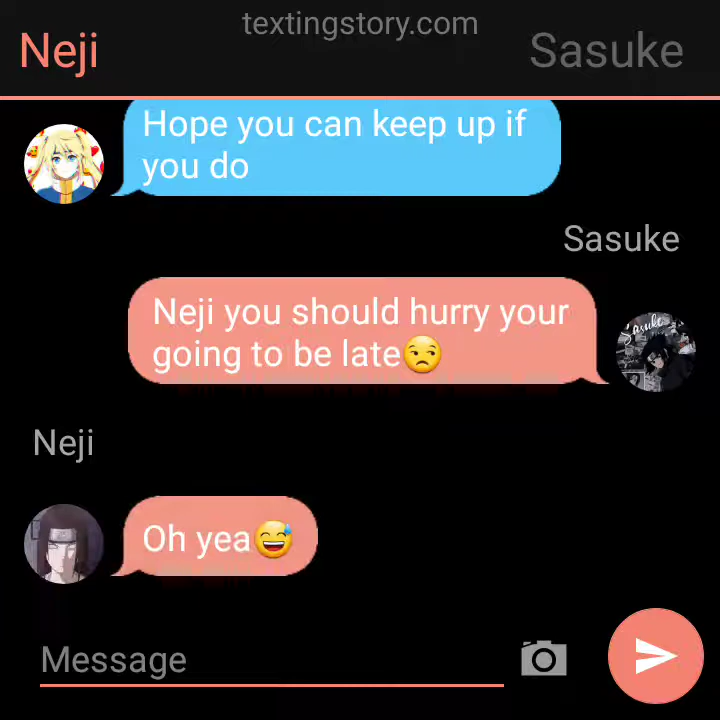 textingstory.com
Neji
Sasuke
Hope you can keep up if
you do
Sasuke
Neji you should hurry your
going to be late😒
Sasuke
Neji
Oh yea😅
Message